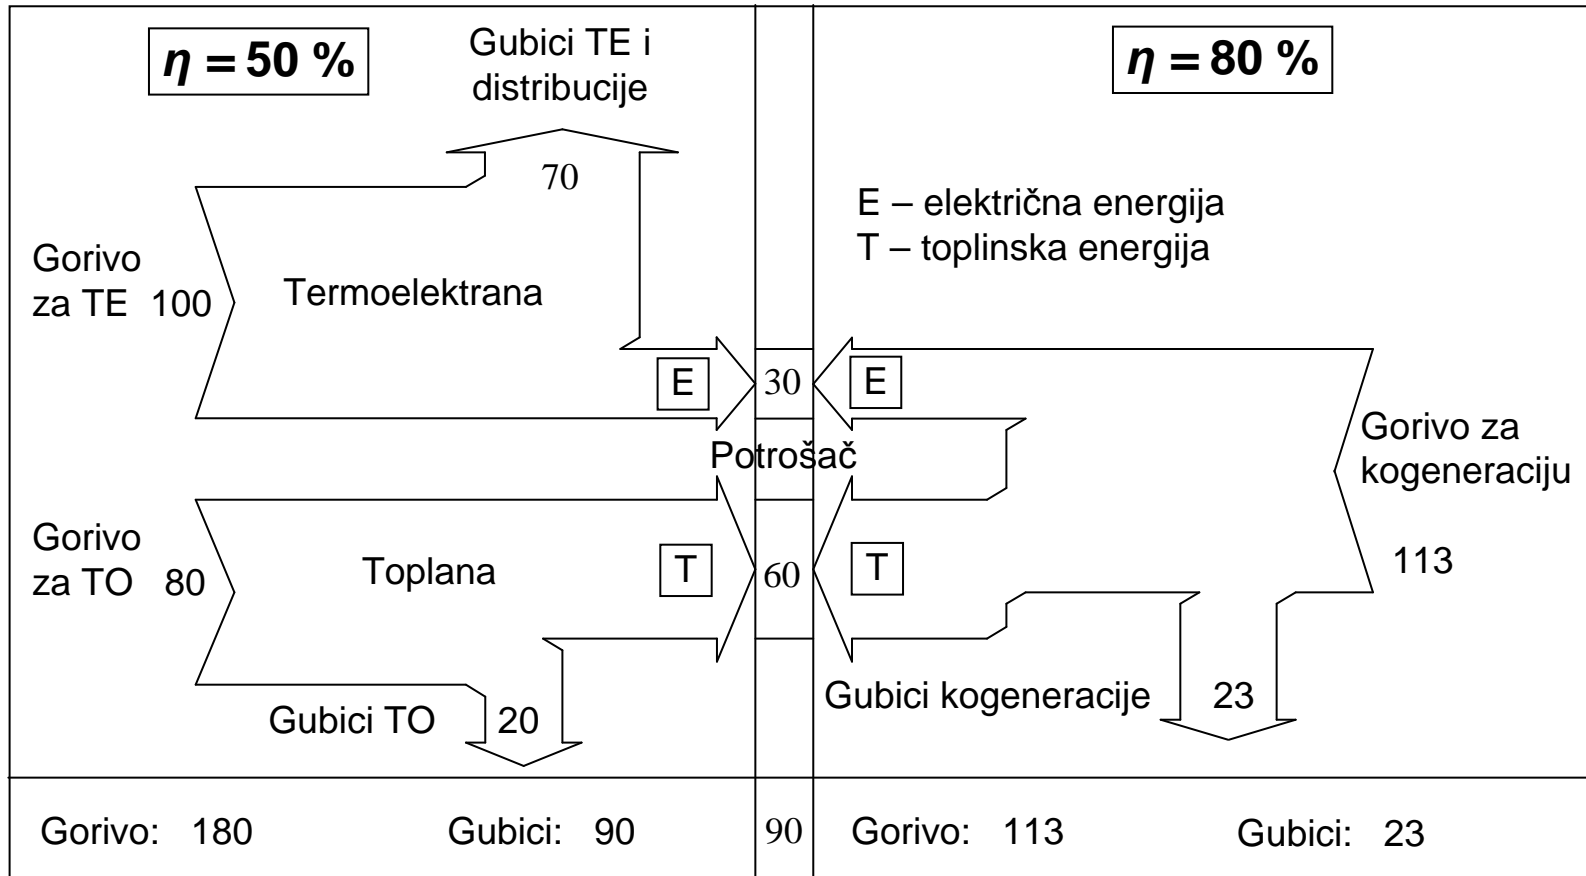 η = 50 %
Gubici TE i
distribucije
70
Gorivo
za TE 100
Termoelektrana
E
30
Potrošač
Gorivo
za TO 80
Toplana
T
60
Gubici TO 20
η = 80 %
E – električna energija
T – toplinska energija
E
Gorivo za
kogeneraciju
113
T
Gubici kogeneracije 23
Gorivo: 180 Gubici: 90 90 Gorivo: 113 Gubici: 23